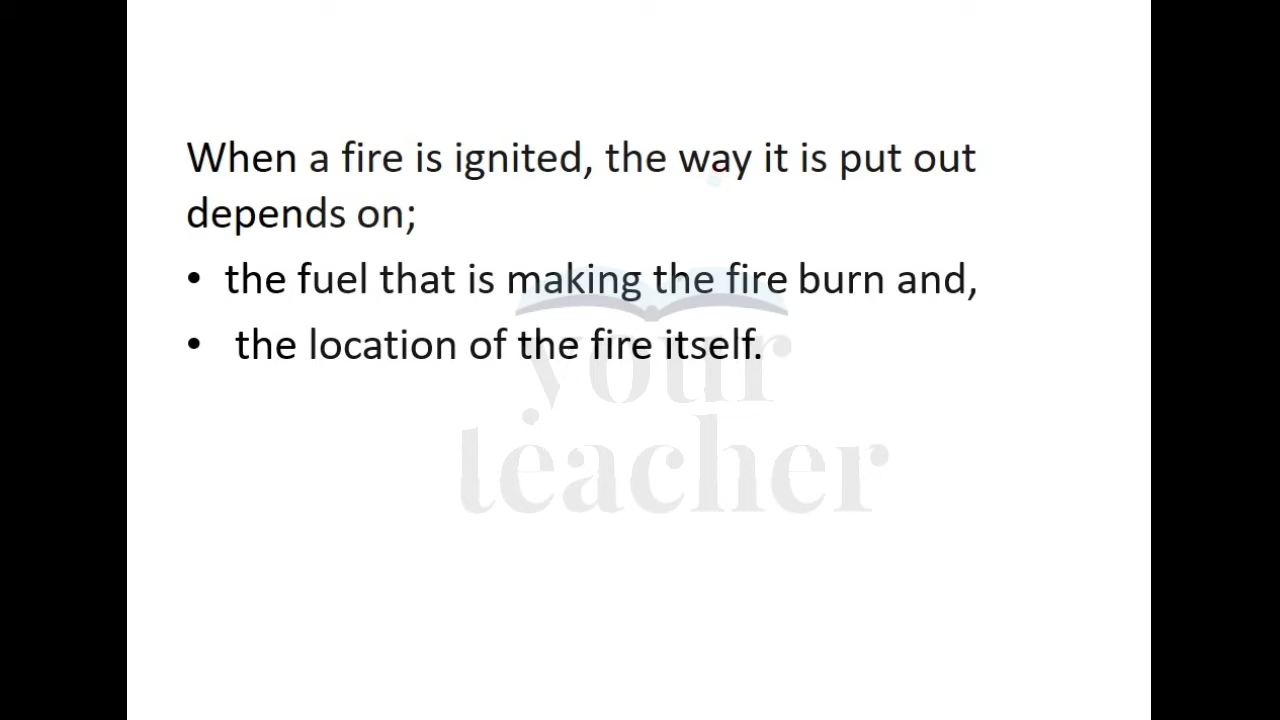 When a fire is ignited, the way it is put out
depends on;
• the fuel that is making the fire burn and,
• the location of the fire itself.
your
teacher